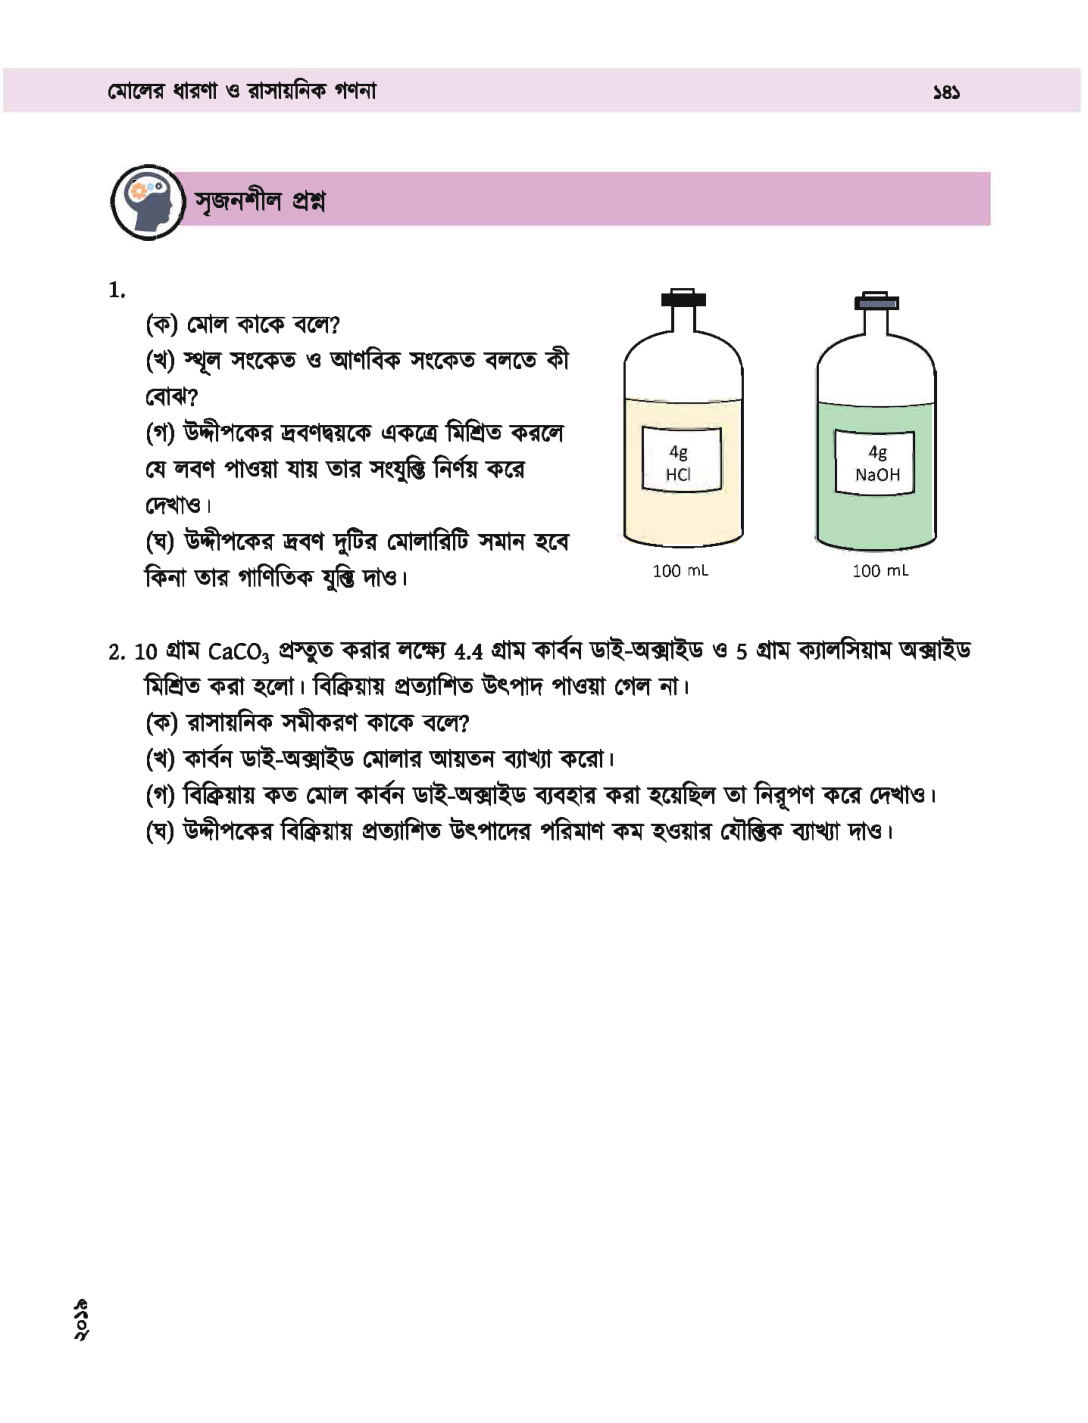 মোলের ধারণা ও রাসায়নিক গণনা ১৪১
সৃজনশীল প্রশ্ন
1.
(ক) মোল কাকে বলে?
(খ) স্থূল সংকেত ও আণবিক সংকেত বলতে কী
বোঝ?
(গ) উদ্দীপকের দ্রবণদ্বয়কে একত্রে মিশ্রিত করলে
যে লবণ পাওয়া যায় তার সংযুক্তি নির্ণয় করে
দেখাও।
(ঘ) উদ্দীপকের দ্রবণ দুটির মোলারিটি সমান হবে
কিনা তার গাণিতিক যুক্তি দাও।
4g
HCl
100 mL
4g
NaOH
100 mL
2. 10 গ্রাম CaCO₃ প্রস্তুত করার লক্ষ্যে 4.4 গ্রাম কার্বন ডাই-অক্সাইড ও 5 গ্রাম ক্যালসিয়াম অক্সাইড
মিশ্রিত করা হলো। বিক্রিয়ায় প্রত্যাশিত উৎপাদ পাওয়া গেল না।
(ক) রাসায়নিক সমীকরণ কাকে বলে?
(খ) কার্বন ডাই-অক্সাইড মোলার আয়তন ব্যাখ্যা করো।
(গ) বিক্রিয়ায় কত মোল কার্বন ডাই-অক্সাইড ব্যবহার করা হয়েছিল তা নিরূপণ করে দেখাও।
(ঘ) উদ্দীপকের বিক্রিয়ায় প্রত্যাশিত উৎপাদের পরিমাণ কম হওয়ার যৌক্তিক ব্যাখ্যা দাও।
২০১৯